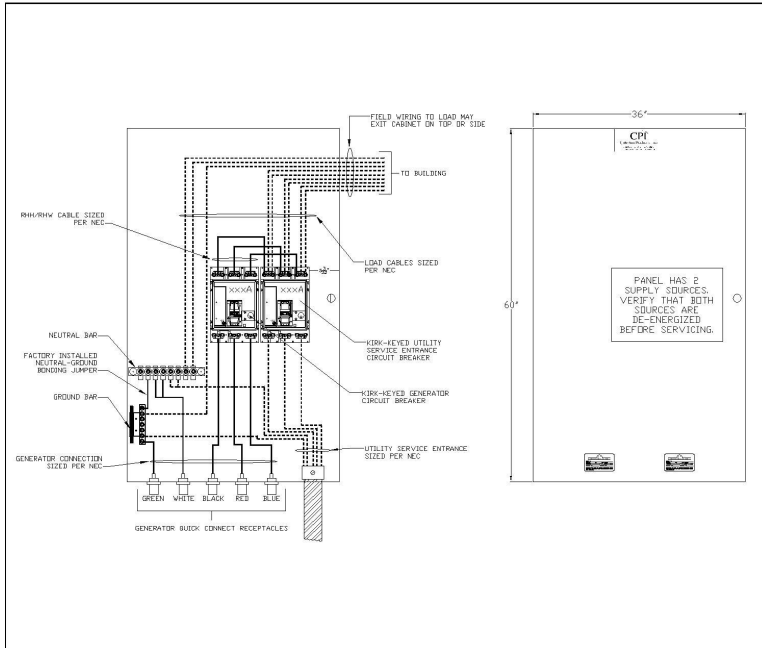 FIELD WIRING TO LOAD MAY
EXIT CABINET ON TOP OR SIDE
TO BUILDING
RHH/RHW CABLE SIZED
PER NEC
LOAD CABLES SIZED
PER NEC
XXXA
XXXA
KIRK-KEYED UTILITY
SERVICE ENTRANCE
CIRCUIT BREAKER
NEUTRAL BAR
FACTORY INSTALLED
NEUTRAL-GROUND
BONDING JUMPER
KIRK-KEYED GENERATOR
CIRCUIT BREAKER
GROUND BAR
UTILITY SERVICE ENTRANCE
SIZED PER NEC
GENERATOR CONNECTION
SIZED PER NEC
GREEN
WHITE
BLACK
RED
BLUE
GENERATOR QUICK CONNECT RECEPTACLES
36"
CPI
60"
PANEL HAS 2
SUPPLY SOURCES.
VERIFY THAT BOTH
SOURCES ARE
DE-ENERGIZED
BEFORE SERVICING.